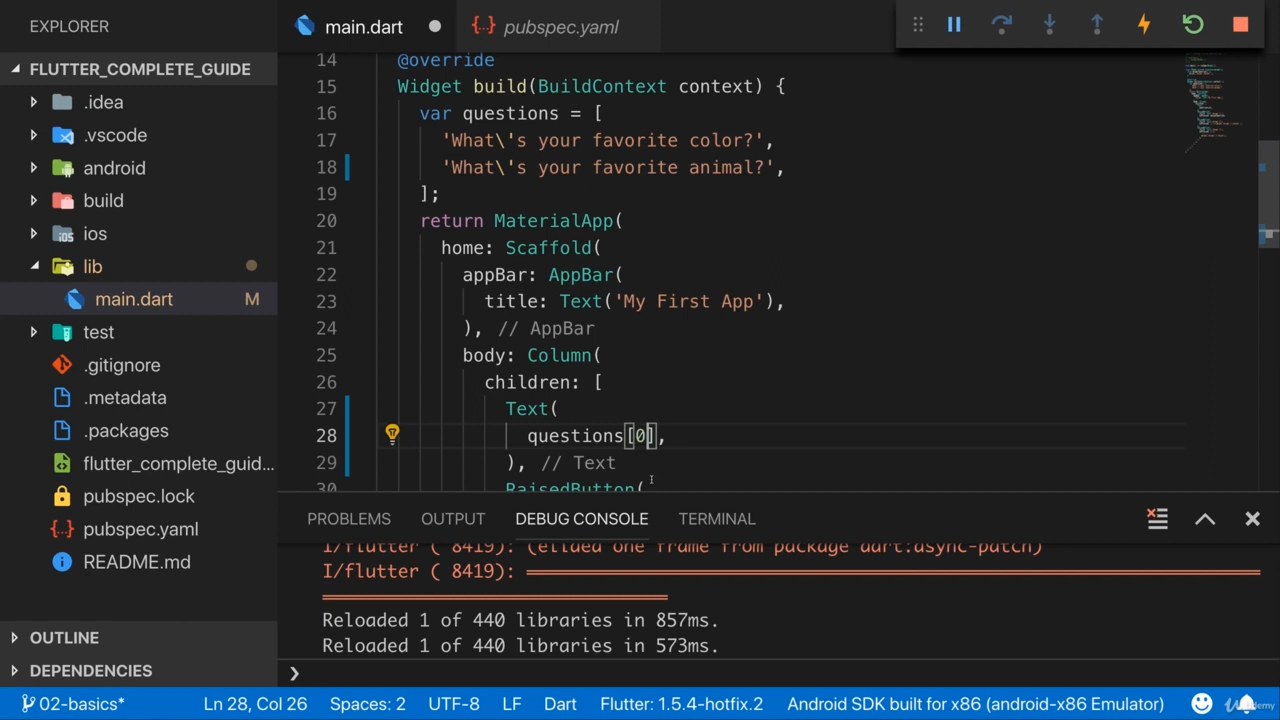 EXPLORER
main.dart
pubspec.yaml
FLUTTER_COMPLETE_GUIDE
.idea
.vscode
android
build
ios
lib
main.dart
M
test
.gitignore
.metadata
.packages
flutter_complete_guid...
pubspec.lock
pubspec.yaml
README.md
OUTLINE
DEPENDENCIES
14 @override
15 Widget build(BuildContext context) {
16 var questions = [
17 'What\'s your favorite color?',
18 'What\'s your favorite animal?',
19 ];
20 return MaterialApp(
21 home: Scaffold(
22 appBar: AppBar(
23 title: Text('My First App'),
24 ), // AppBar
25 body: Column(
26 children: [
27 Text(
28 questions[0],
29 ), // Text
30 RaisedButton(
PROBLEMS OUTPUT DEBUG CONSOLE TERMINAL
I/flutter ( 8419): (elided one frame from package dart:async-patch)
I/flutter ( 8419): ════════════════════════════════════════
════════════════════
Reloaded 1 of 440 libraries in 857ms.
Reloaded 1 of 440 libraries in 573ms.
❯
02-basics* Ln 28, Col 26 Spaces: 2 UTF-8 LF Dart Flutter: 1.5.4-hotfix.2 Android SDK built for x86 (android-x86 Emulator)
Udemy